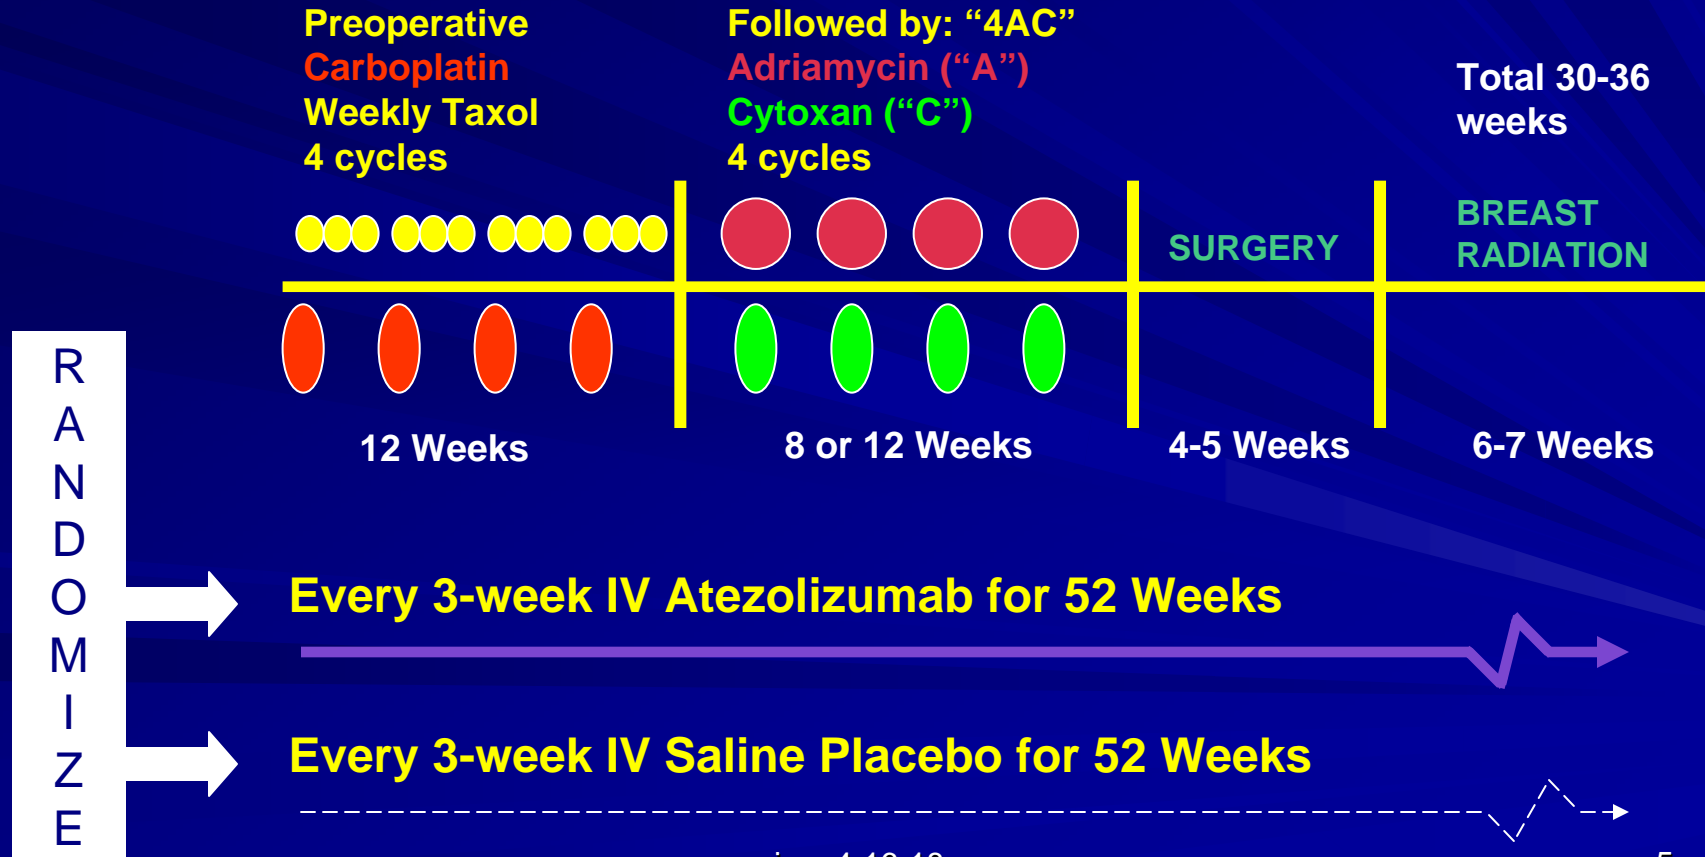 Preoperative
Carboplatin
Weekly Taxol
4 cycles
Followed by: “4AC”
Adriamycin (“A”)
Cytoxan (“C”)
4 cycles
Total 30-36
weeks
SURGERY
BREAST
RADIATION
12 Weeks
8 or 12 Weeks
4-5 Weeks
6-7 Weeks
R
A
N
D
O
M
I
Z
E
Every 3-week IV Atezolizumab for 52 Weeks
Every 3-week IV Saline Placebo for 52 Weeks